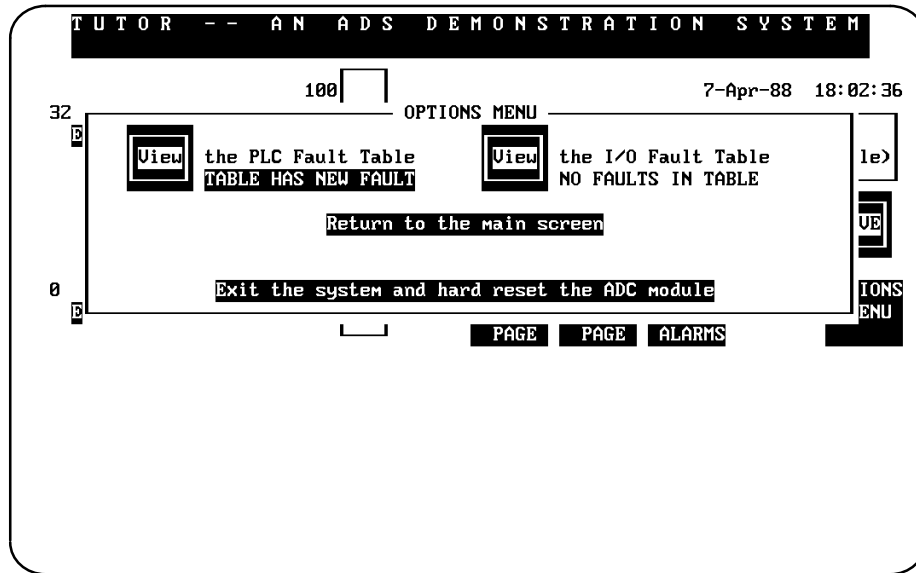 TUTOR -- AN ADS DEMONSTRATION SYSTEM
100
7-Apr-88 18:02:36
32
OPTIONS MENU
E
View the PLC Fault Table
TABLE HAS NEW FAULT
View the I/O Fault Table
NO FAULTS IN TABLE
le)
Return to the main screen
VE
0
Exit the system and hard reset the ADC module
IONS
E
ENU
PAGE PAGE ALARMS